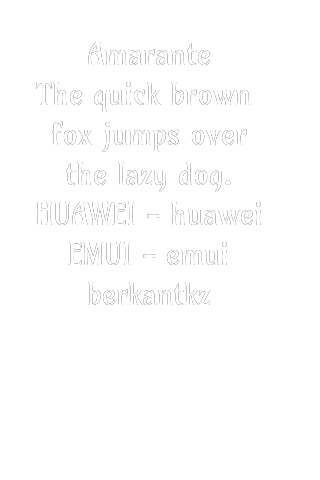 Amarante
The quick brown
fox jumps over
the lazy dog.
HUAWEI - huawei
EMUI - emui
berkantkz